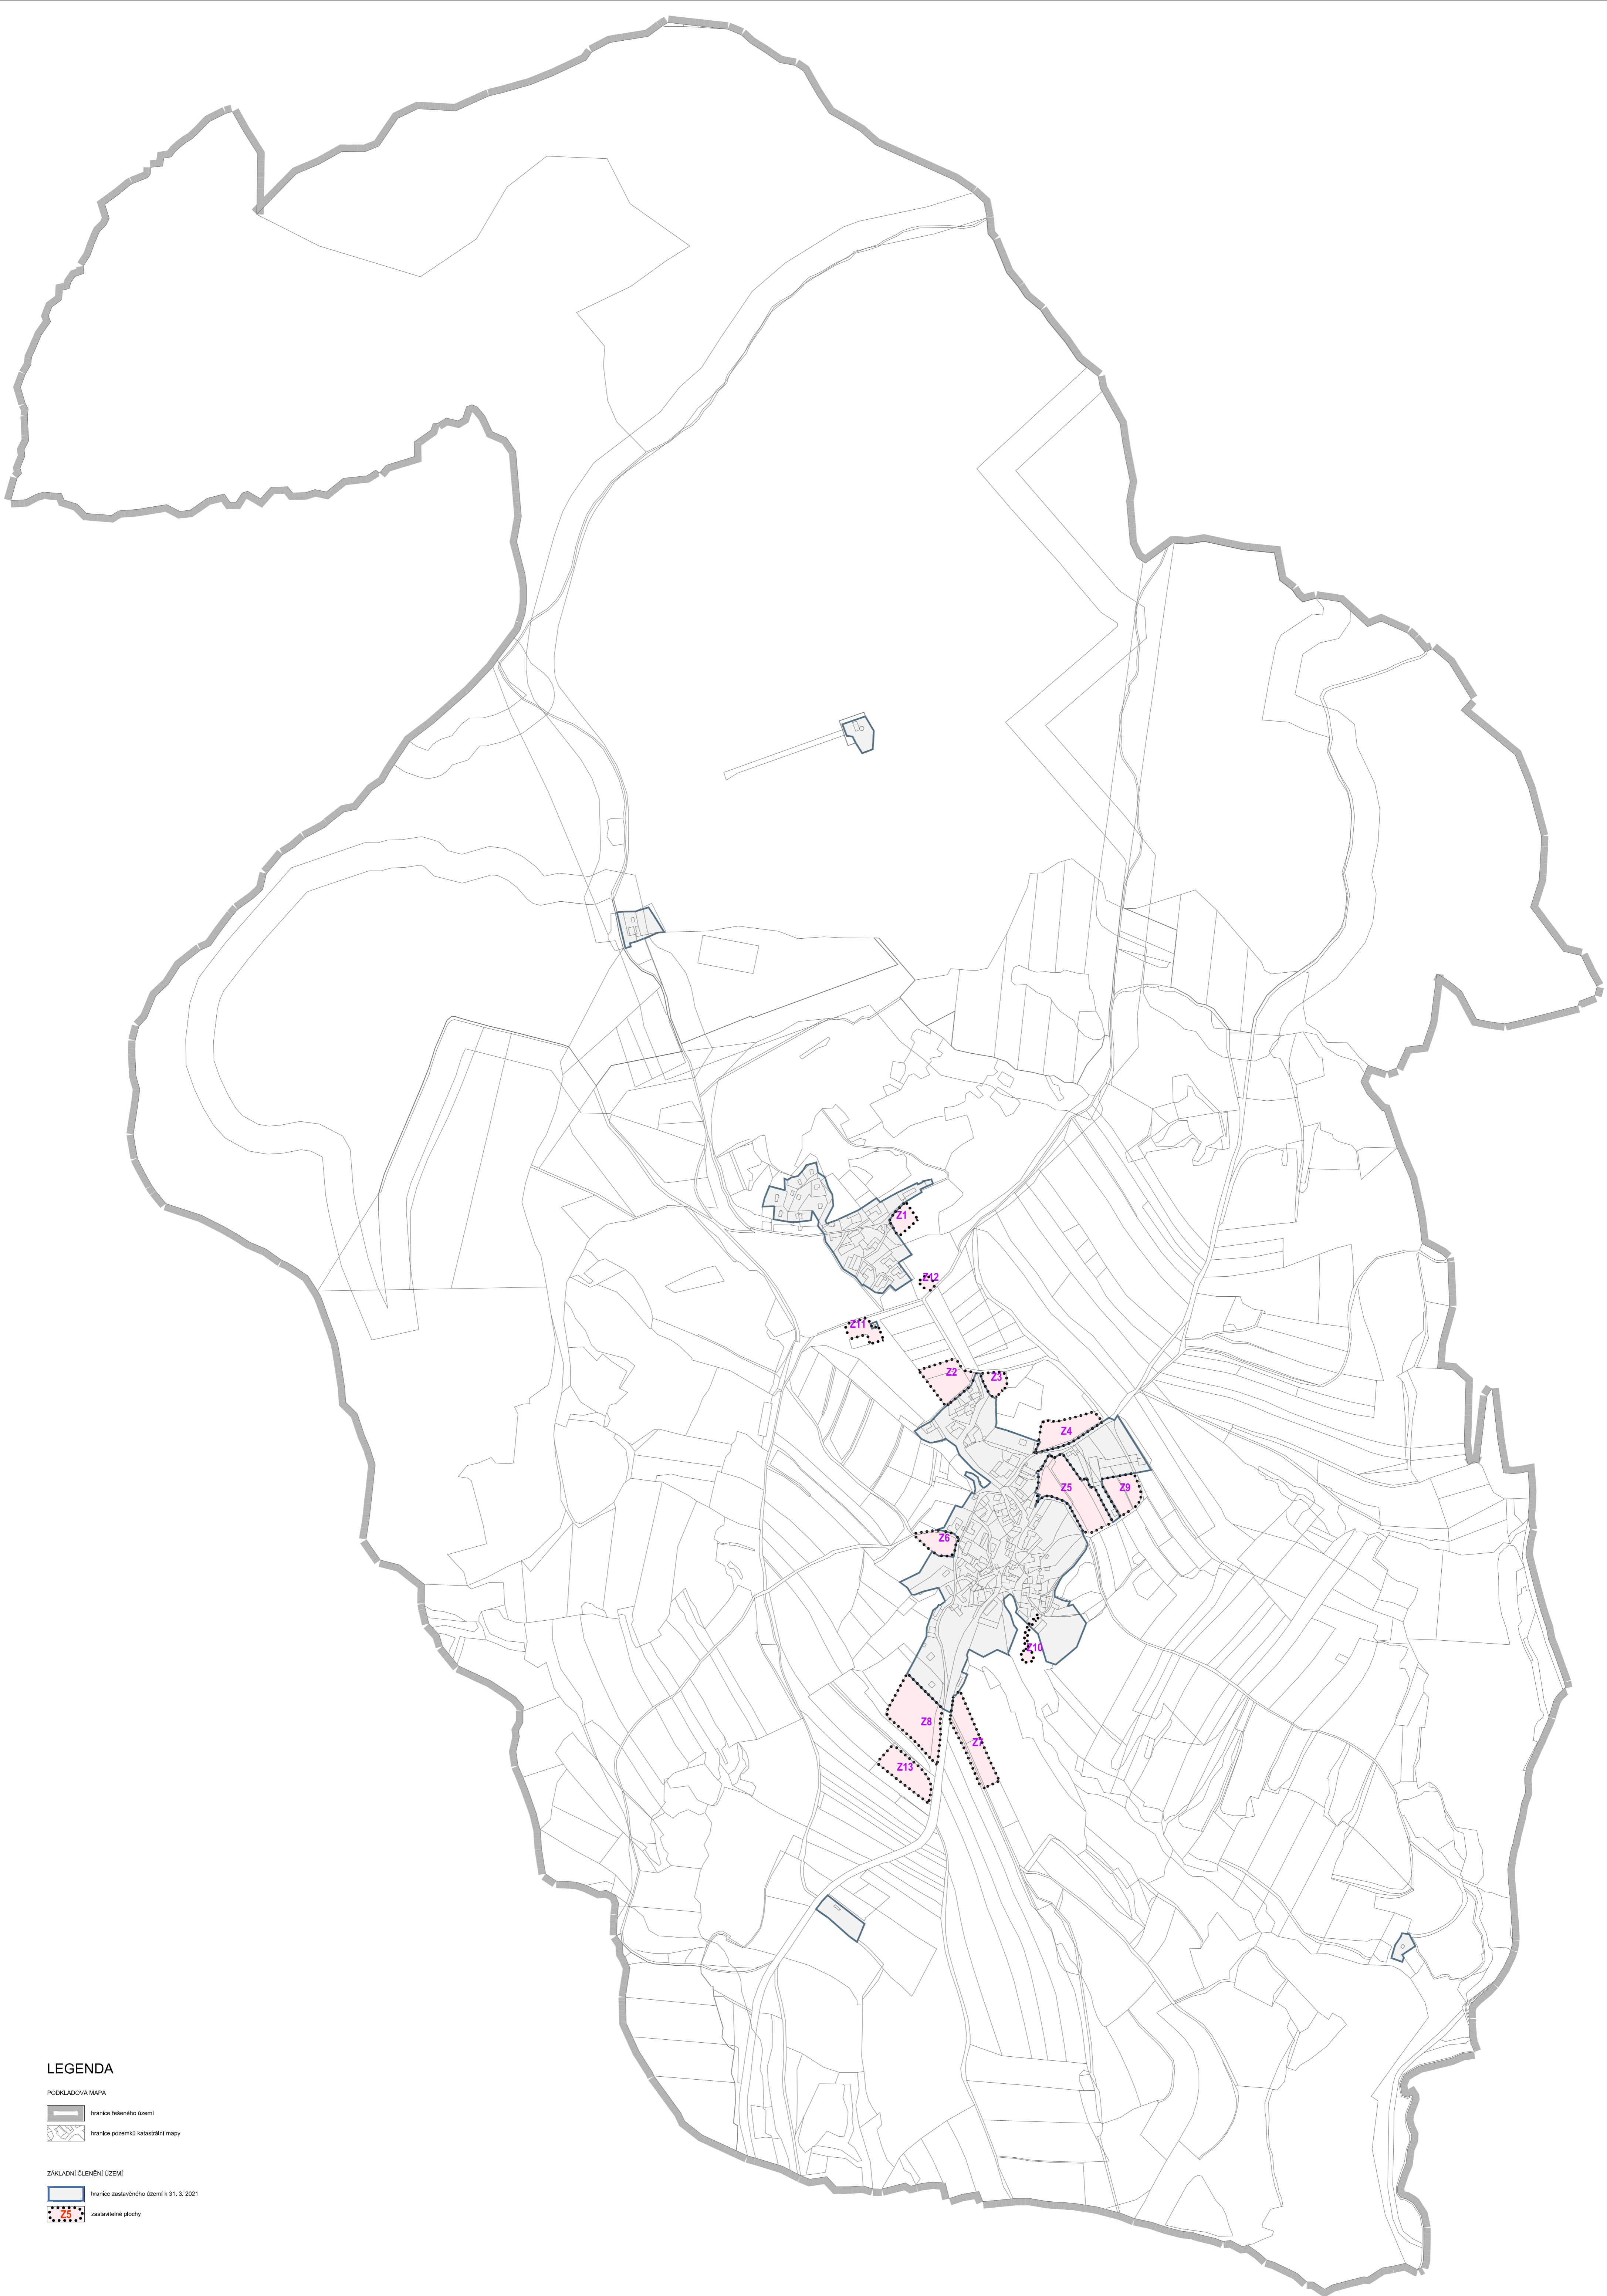 Z1
Z12
Z11
Z2
Z3
Z4
Z5
Z9
Z6
Z10
Z8
Z7
Z13
LEGENDA
PODKLADOVÁ MAPA
hranice řešeného území
hranice pozemků katastrální mapy
ZÁKLADNÍ ČLENĚNÍ ÚZEMÍ
hranice zastavěného území k 31. 3. 2021
Z5 zastavitelné plochy